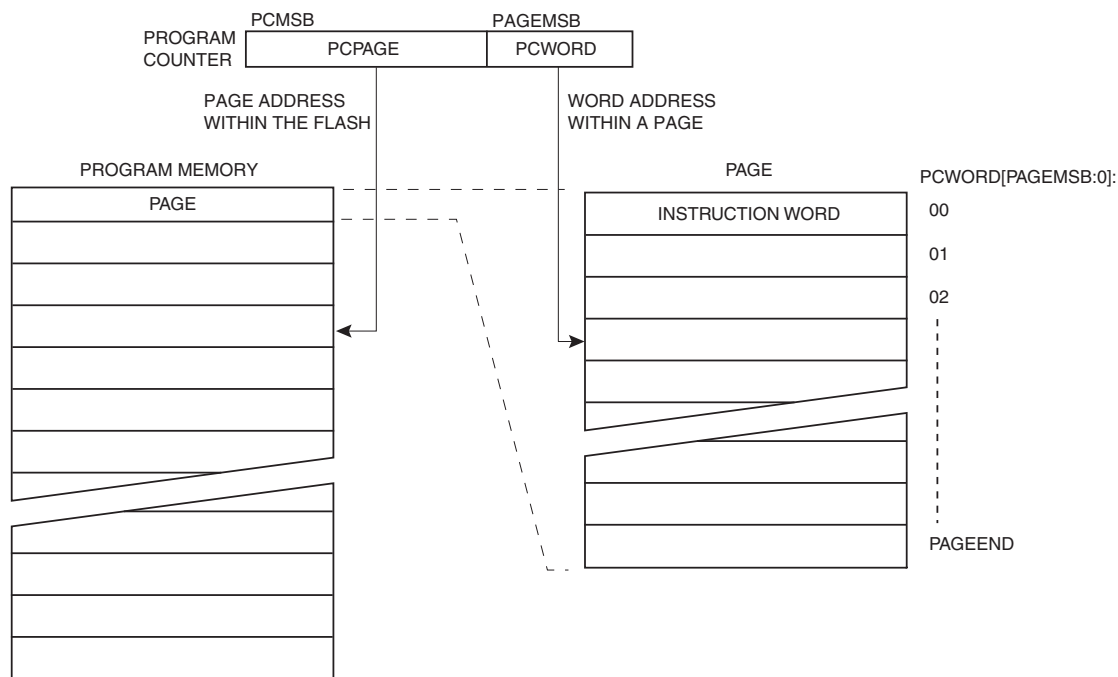 PCMSB
PAGEMSB
PROGRAM
COUNTER
PCPAGE
PCWORD
PAGE ADDRESS
WITHIN THE FLASH
WORD ADDRESS
WITHIN A PAGE
PROGRAM MEMORY
PAGE
PAGE
PCWORD[PAGEMSB:0]:
INSTRUCTION WORD
00
01
02
PAGEEND